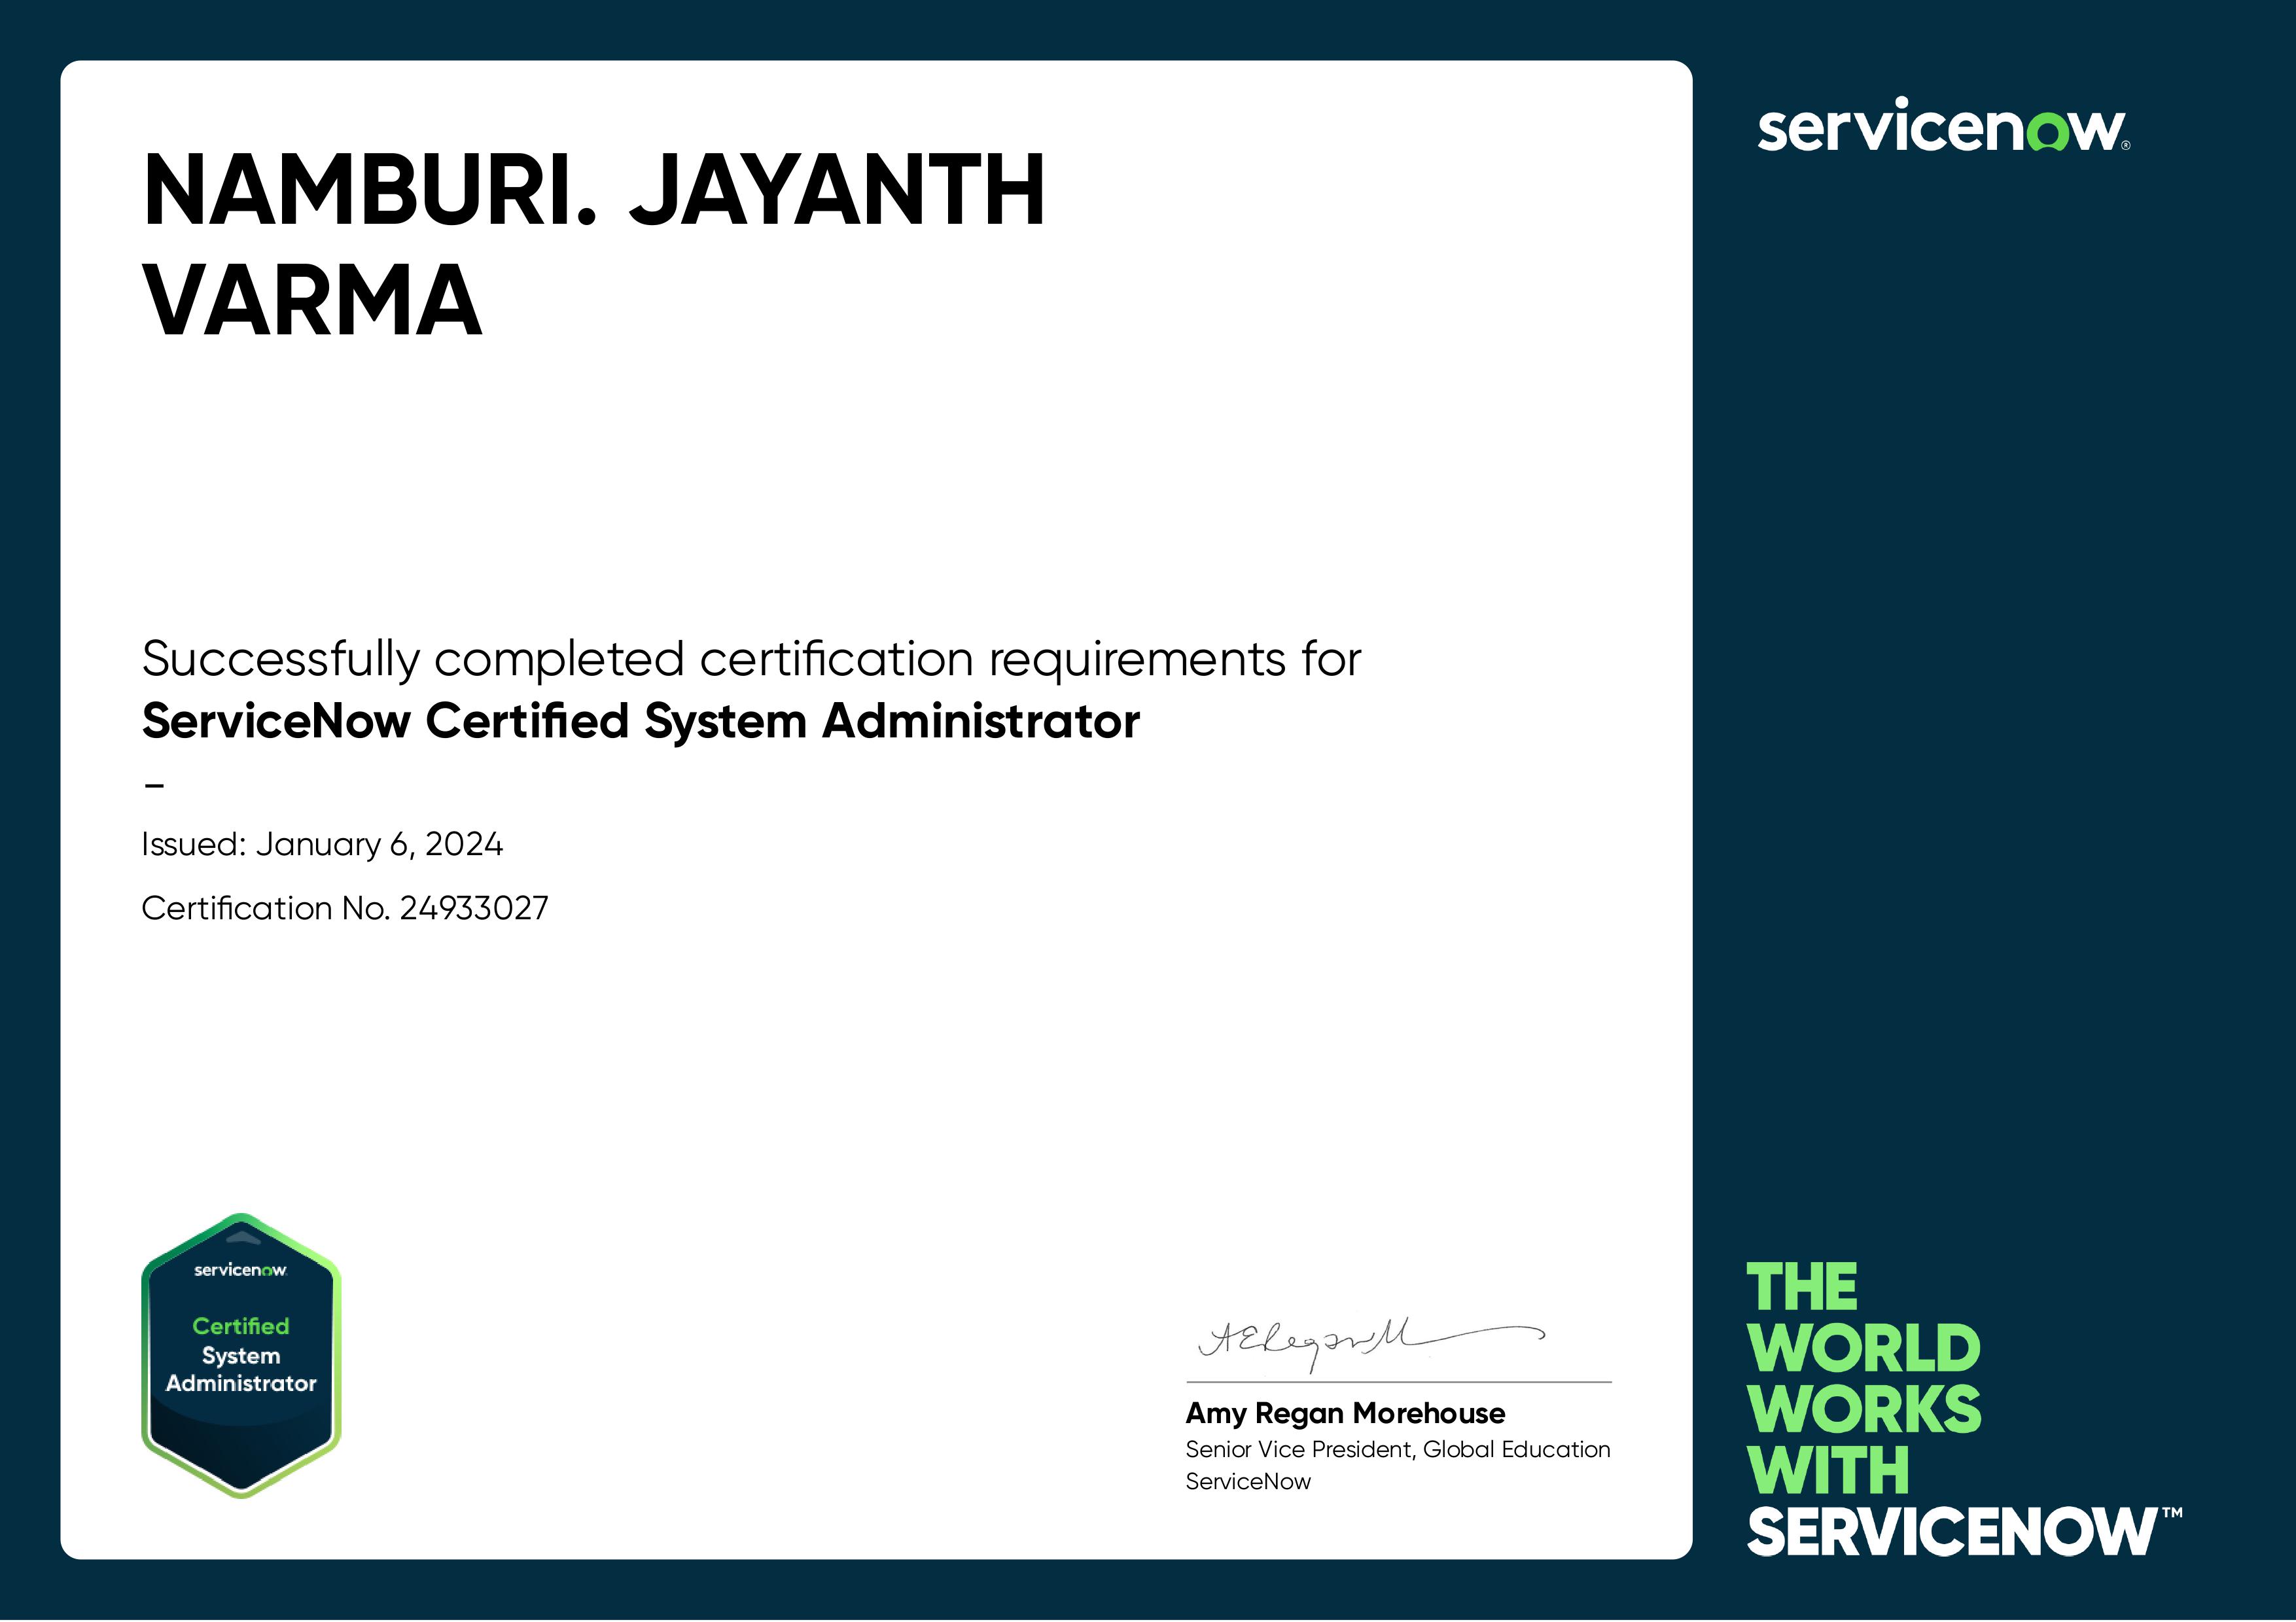 NAMBURI. JAYANTH
VARMA
Successfully completed certification requirements for
ServiceNow Certified System Administrator
–
Issued: January 6, 2024
Certification No. 24933027
servicenow
Certified
System
Administrator
Amy Regan Morehouse
Senior Vice President, Global Education
ServiceNow
servicenow®
THE
WORLD
WORKS
WITH
SERVICENOW™